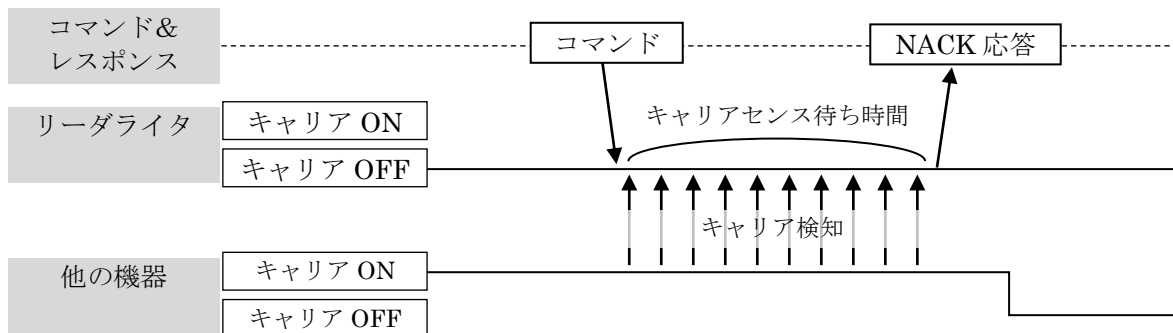 コマンド＆
レスポンス
コマンド
NACK 応答
リーダライタ
キャリア ON
キャリア OFF
キャリアセンス待ち時間
キャリア検知
他の機器
キャリア ON
キャリア OFF